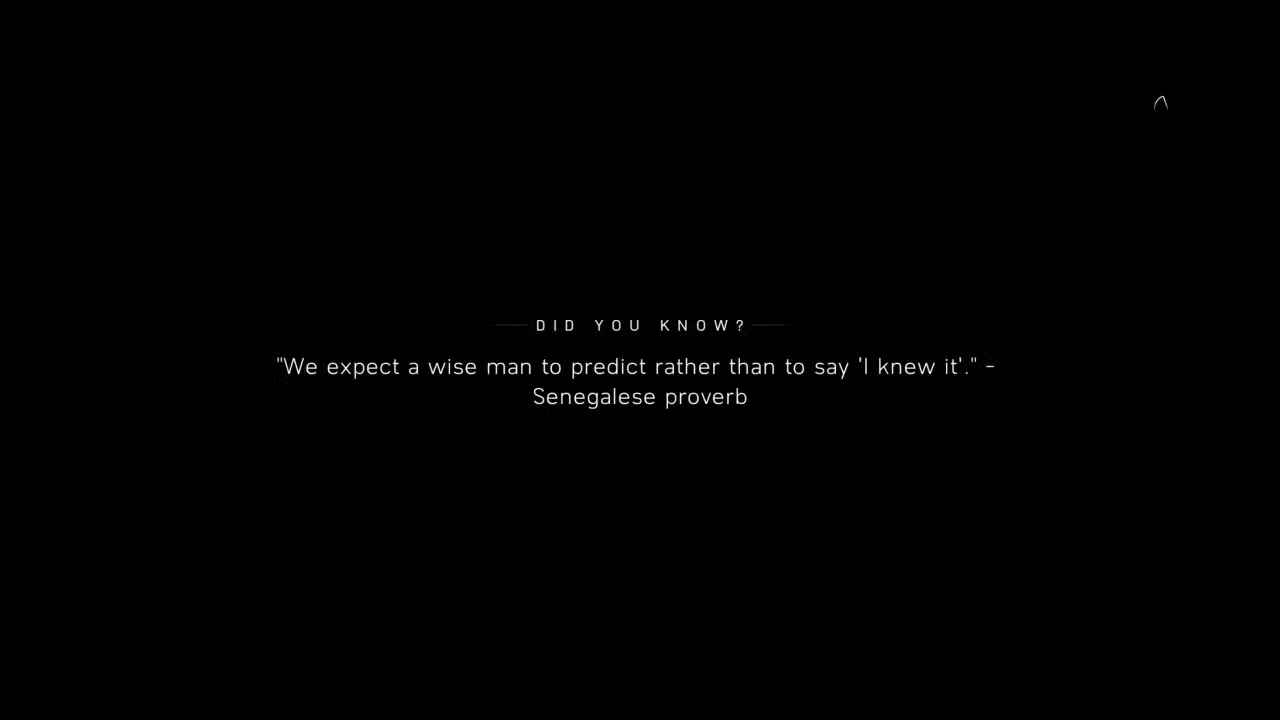 DID YOU KNOW?
"We expect a wise man to predict rather than to say 'I knew it'." -
Senegalese proverb